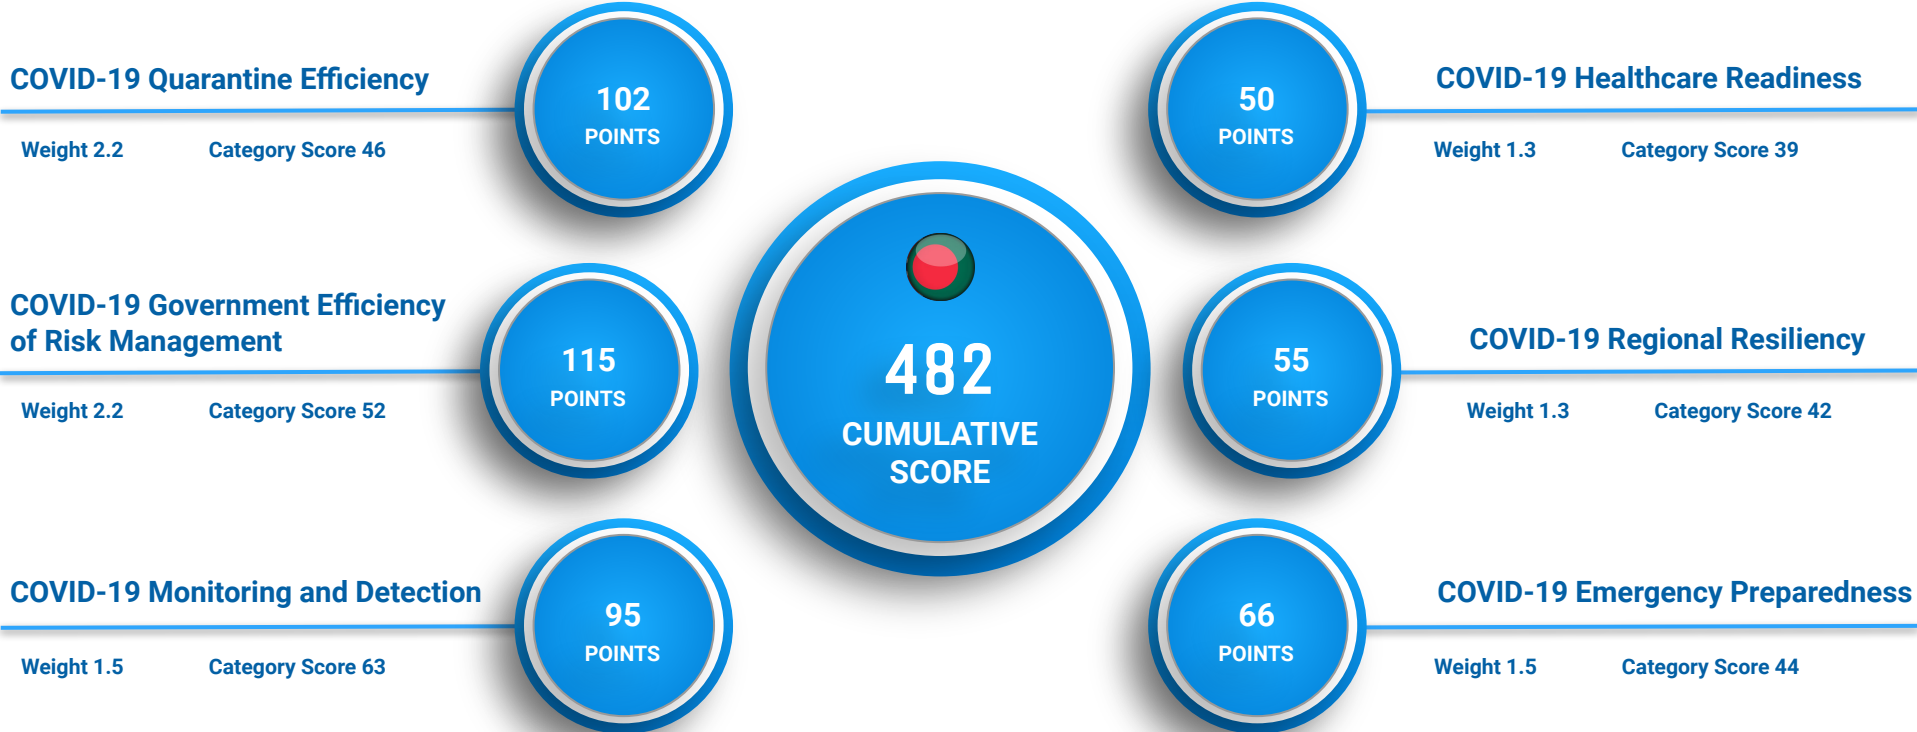 COVID-19 Quarantine Efficiency
Weight 2.2 Category Score 46
102
POINTS
COVID-19 Government Efficiency
of Risk Management
Weight 2.2 Category Score 52
115
POINTS
COVID-19 Monitoring and Detection
Weight 1.5 Category Score 63
95
POINTS
482
CUMULATIVE
SCORE
50
POINTS
COVID-19 Healthcare Readiness
Weight 1.3 Category Score 39
55
POINTS
COVID-19 Regional Resiliency
Weight 1.3 Category Score 42
66
POINTS
COVID-19 Emergency Preparedness
Weight 1.5 Category Score 44